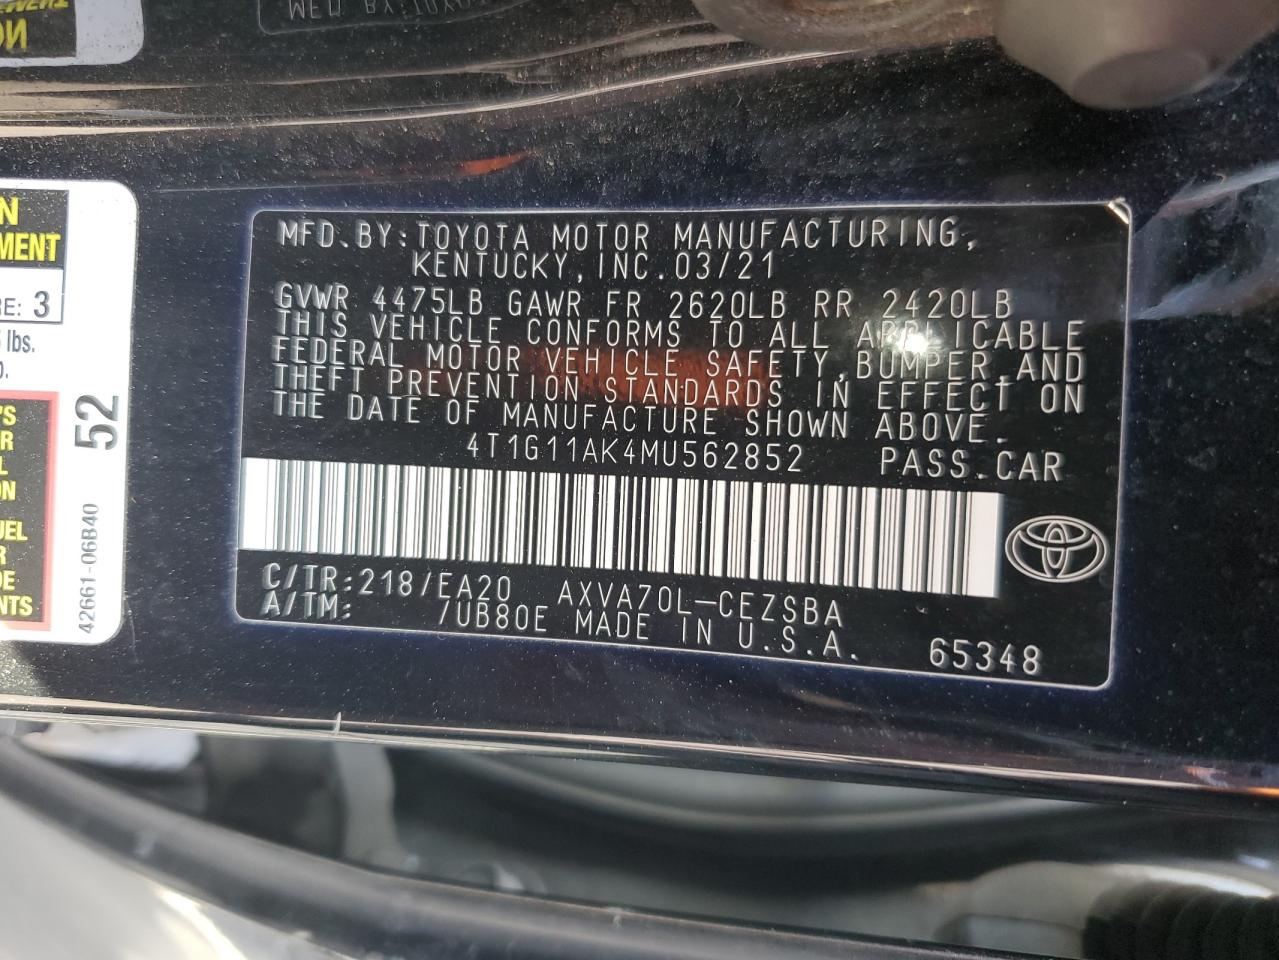 MFD.BY:TOYOTA MOTOR MANUFACTURING,
KENTUCKY,INC.03/21
GVWR 4475LB GAWR FR 2620LB RR 2420LB
THIS VEHICLE CONFORMS TO ALL APPLICABLE
FEDERAL MOTOR VEHICLE SAFETY,BUMPER,AND
THEFT PREVENTION STANDARDS IN EFFECT ON
THE DATE OF MANUFACTURE SHOWN ABOVE.
4T1G11AK4MU562852 PASS.CAR
C/TR:218/EA20 AXVA70L-CEZSBA
A/TM: /UB80E MADE IN U.S.A. 65348
3
lbs.
52
42661-06B40